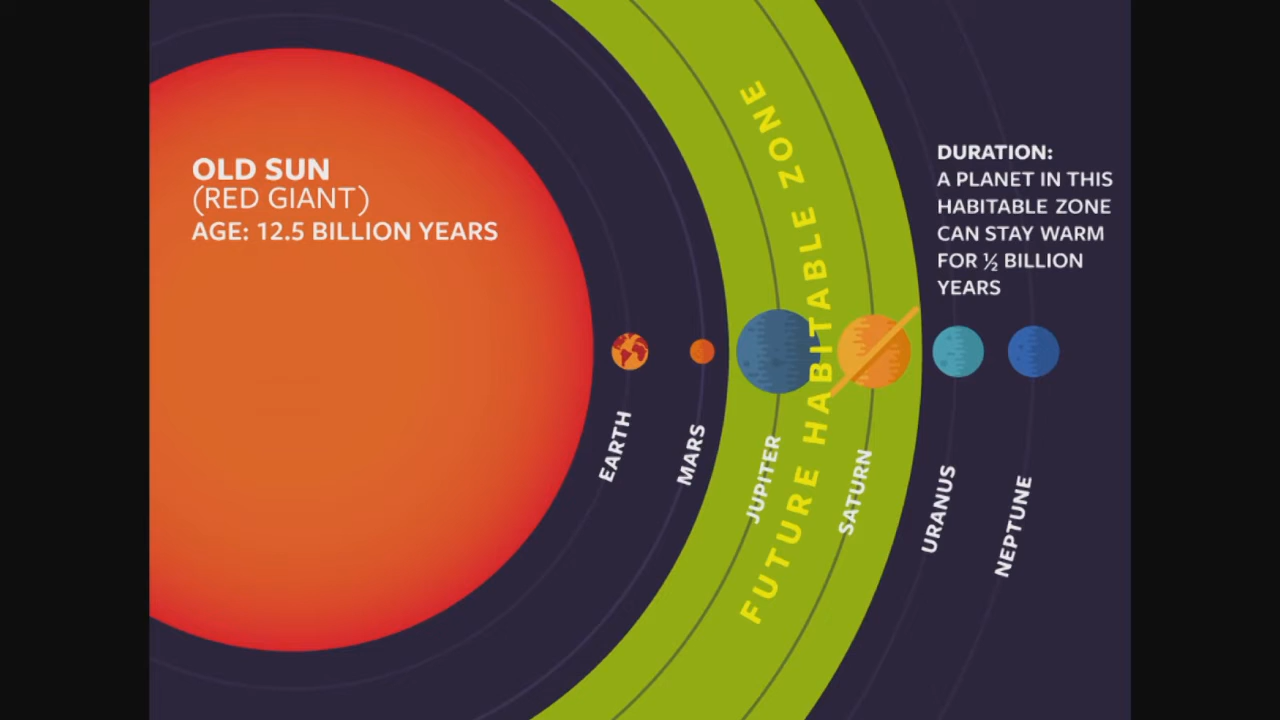 OLD SUN
(RED GIANT)
AGE: 12.5 BILLION YEARS
EARTH
MARS
JUPITER
FUTURE HABITABLE ZONE
SATURN
URANUS
NEPTUNE
DURATION:
A PLANET IN THIS
HABITABLE ZONE
CAN STAY WARM
FOR ½ BILLION
YEARS